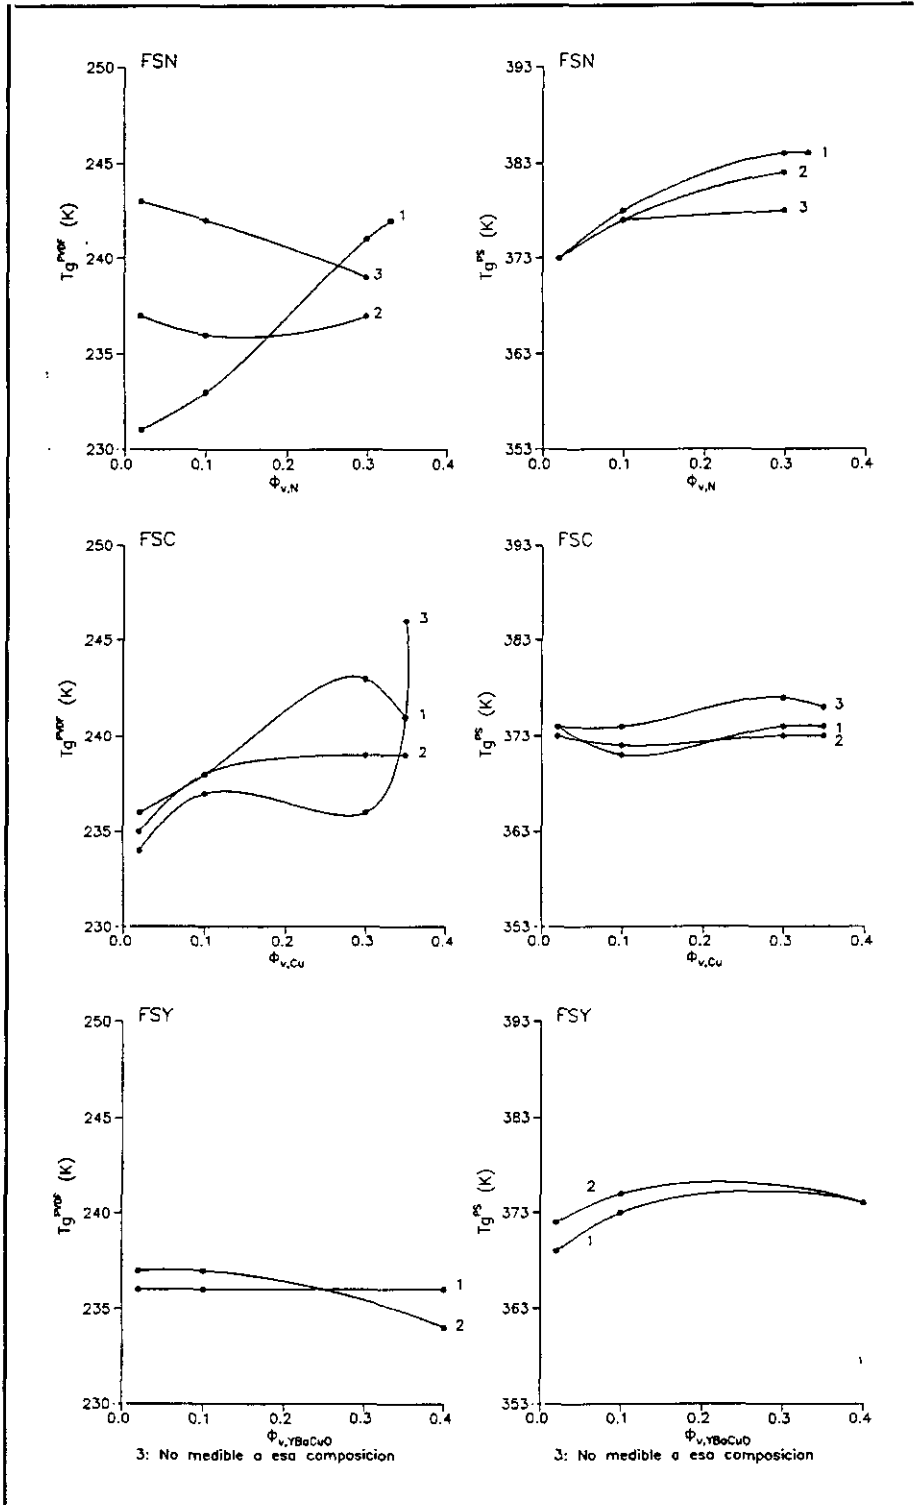 FSN
250
245
240
235
230
Tg^PVDF (K)
1
3
2
0.0 0.1 0.2 0.3 0.4
Φv,N
FSN
393
383
373
363
353
Tg^PS (K)
1
2
3
0.0 0.1 0.2 0.3 0.4
Φv,N
FSC
250
245
240
235
230
Tg^PVDF (K)
3
1
2
0.0 0.1 0.2 0.3 0.4
Φv,Cu
FSC
393
383
373
363
353
Tg^PS (K)
3
1
2
0.0 0.1 0.2 0.3 0.4
Φv,Cu
FSY
250
245
240
235
230
Tg^PVDF (K)
1
2
0.0 0.1 0.2 0.3 0.4
Φv,YBaCuO
3: No medible a esa composicion
FSY
393
383
373
363
353
Tg^PS (K)
2
1
0.0 0.1 0.2 0.3 0.4
Φv,YBaCuO
3: No medible a esa composicion